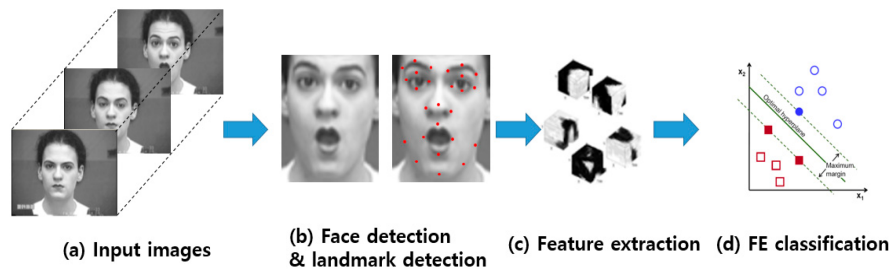 x₂
Optimal hyperplane
Maximum
margin
x₁
(a) Input images
(b) Face detection
& landmark detection
(c) Feature extraction
(d) FE classification